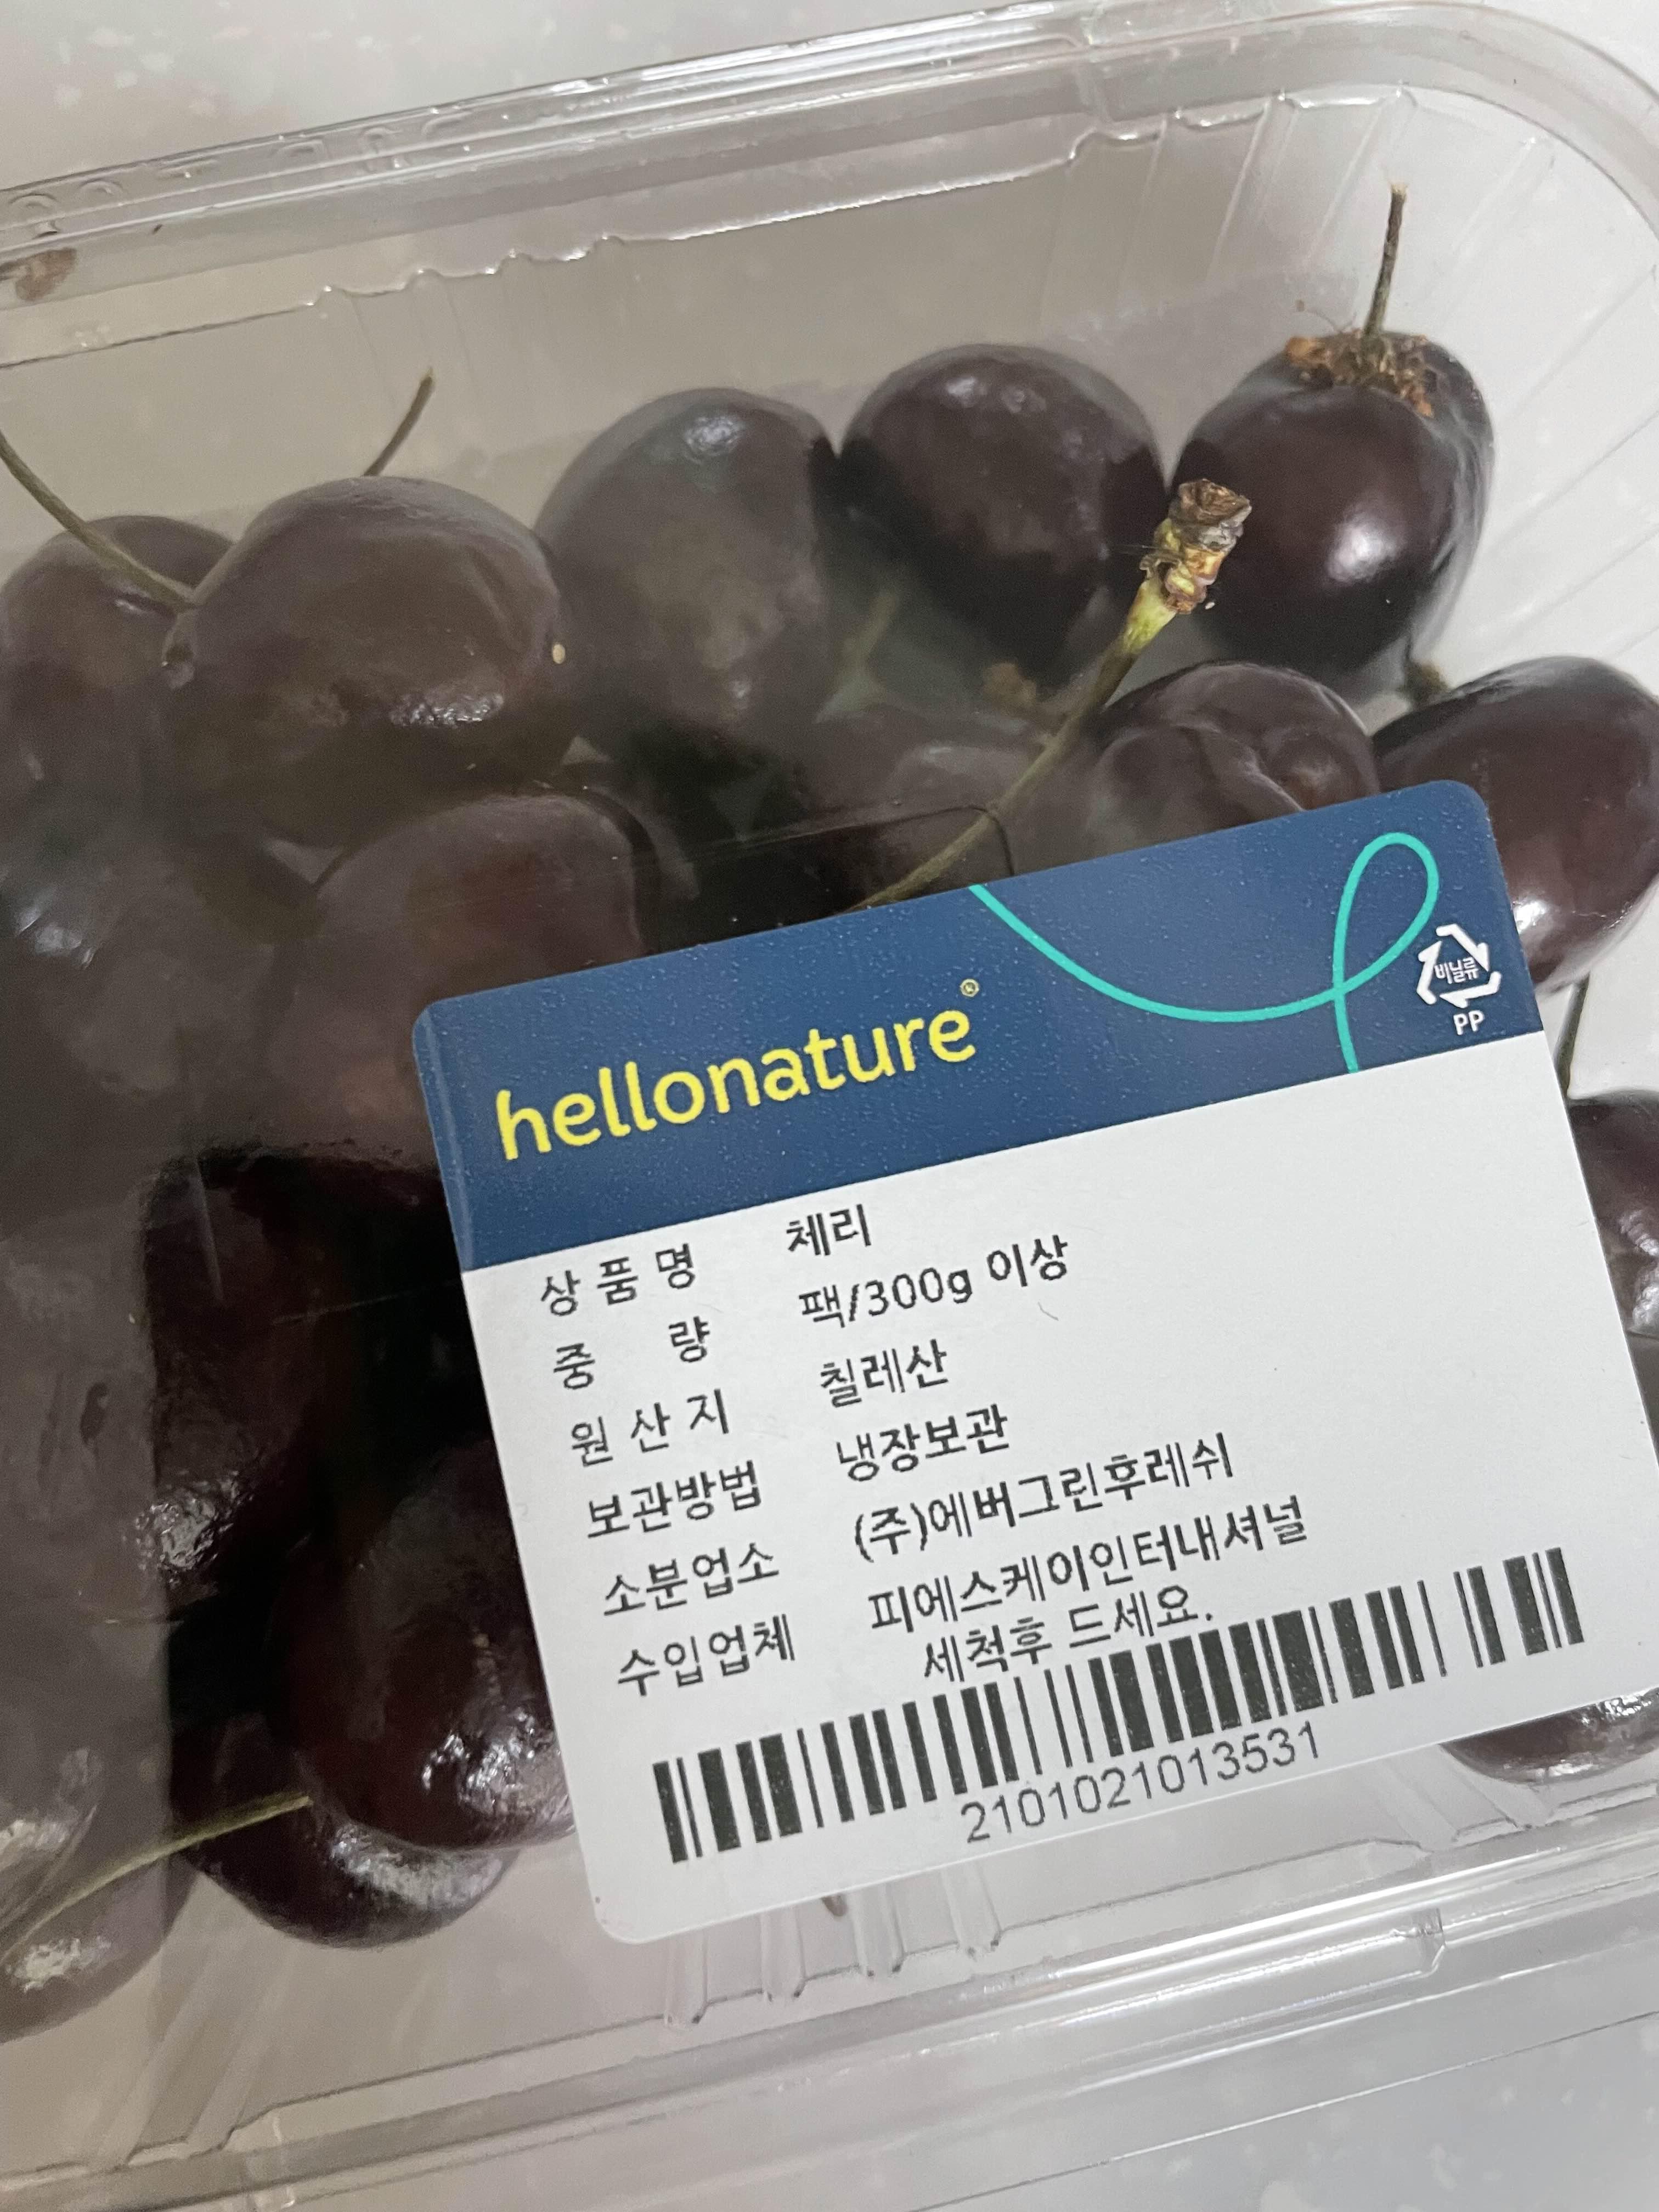 hellonature®
비닐류
PP
상품명 체리
중량 팩/300g 이상
원산지 칠레산
보관방법 냉장보관
소분업소 (주)에버그린후레쉬
수입업체 피에스케이인터내셔널
세척후 드세요.
2101021013531